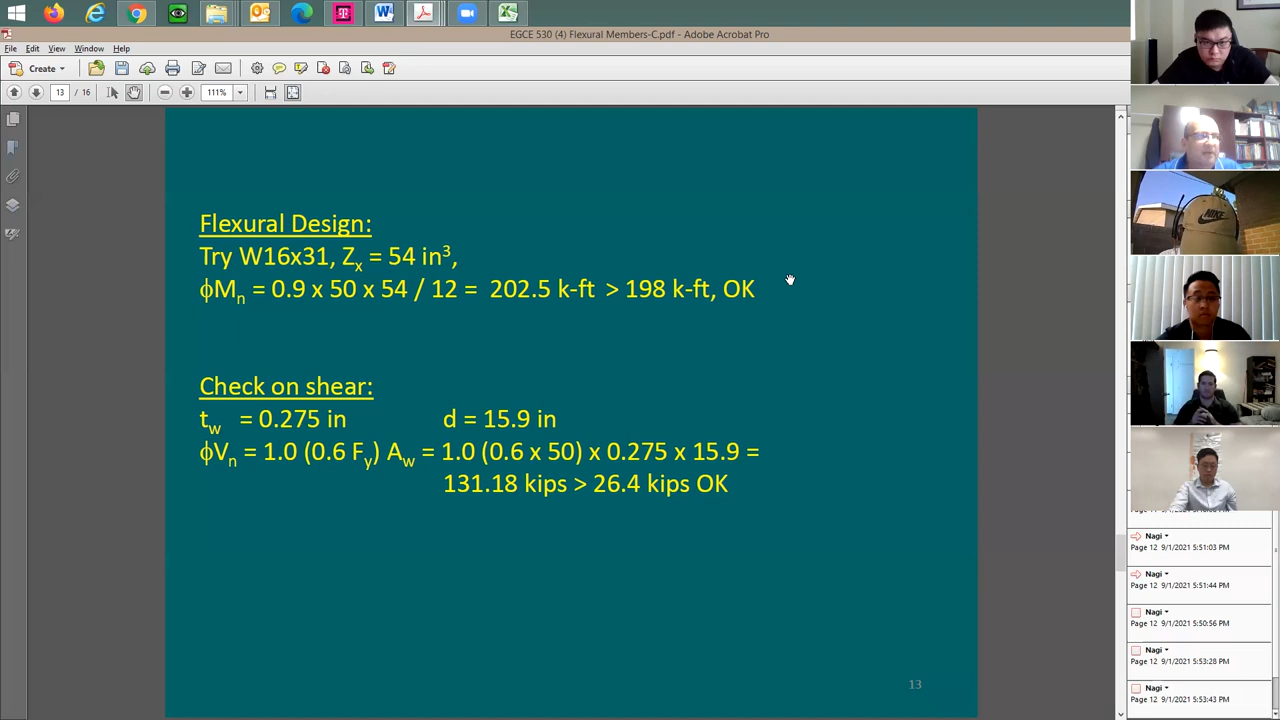 EGCE 530 (4) Flexural Members-C.pdf - Adobe Acrobat Pro
File Edit View Window Help
Create
13 / 16 111%
Flexural Design:
Try W16x31, Zx = 54 in³,
ϕMn = 0.9 x 50 x 54 / 12 = 202.5 k-ft > 198 k-ft, OK
Check on shear:
tw = 0.275 in d = 15.9 in
ϕVn = 1.0 (0.6 Fy) Aw = 1.0 (0.6 x 50) x 0.275 x 15.9 =
131.18 kips > 26.4 kips OK
13
NIKE
Nagi
Page 12 9/1/2021 5:51:03 PM
Nagi
Page 12 9/1/2021 5:51:44 PM
Nagi
Page 12 9/1/2021 5:50:56 PM
Nagi
Page 12 9/1/2021 5:53:28 PM
Nagi
Page 12 9/1/2021 5:53:43 PM